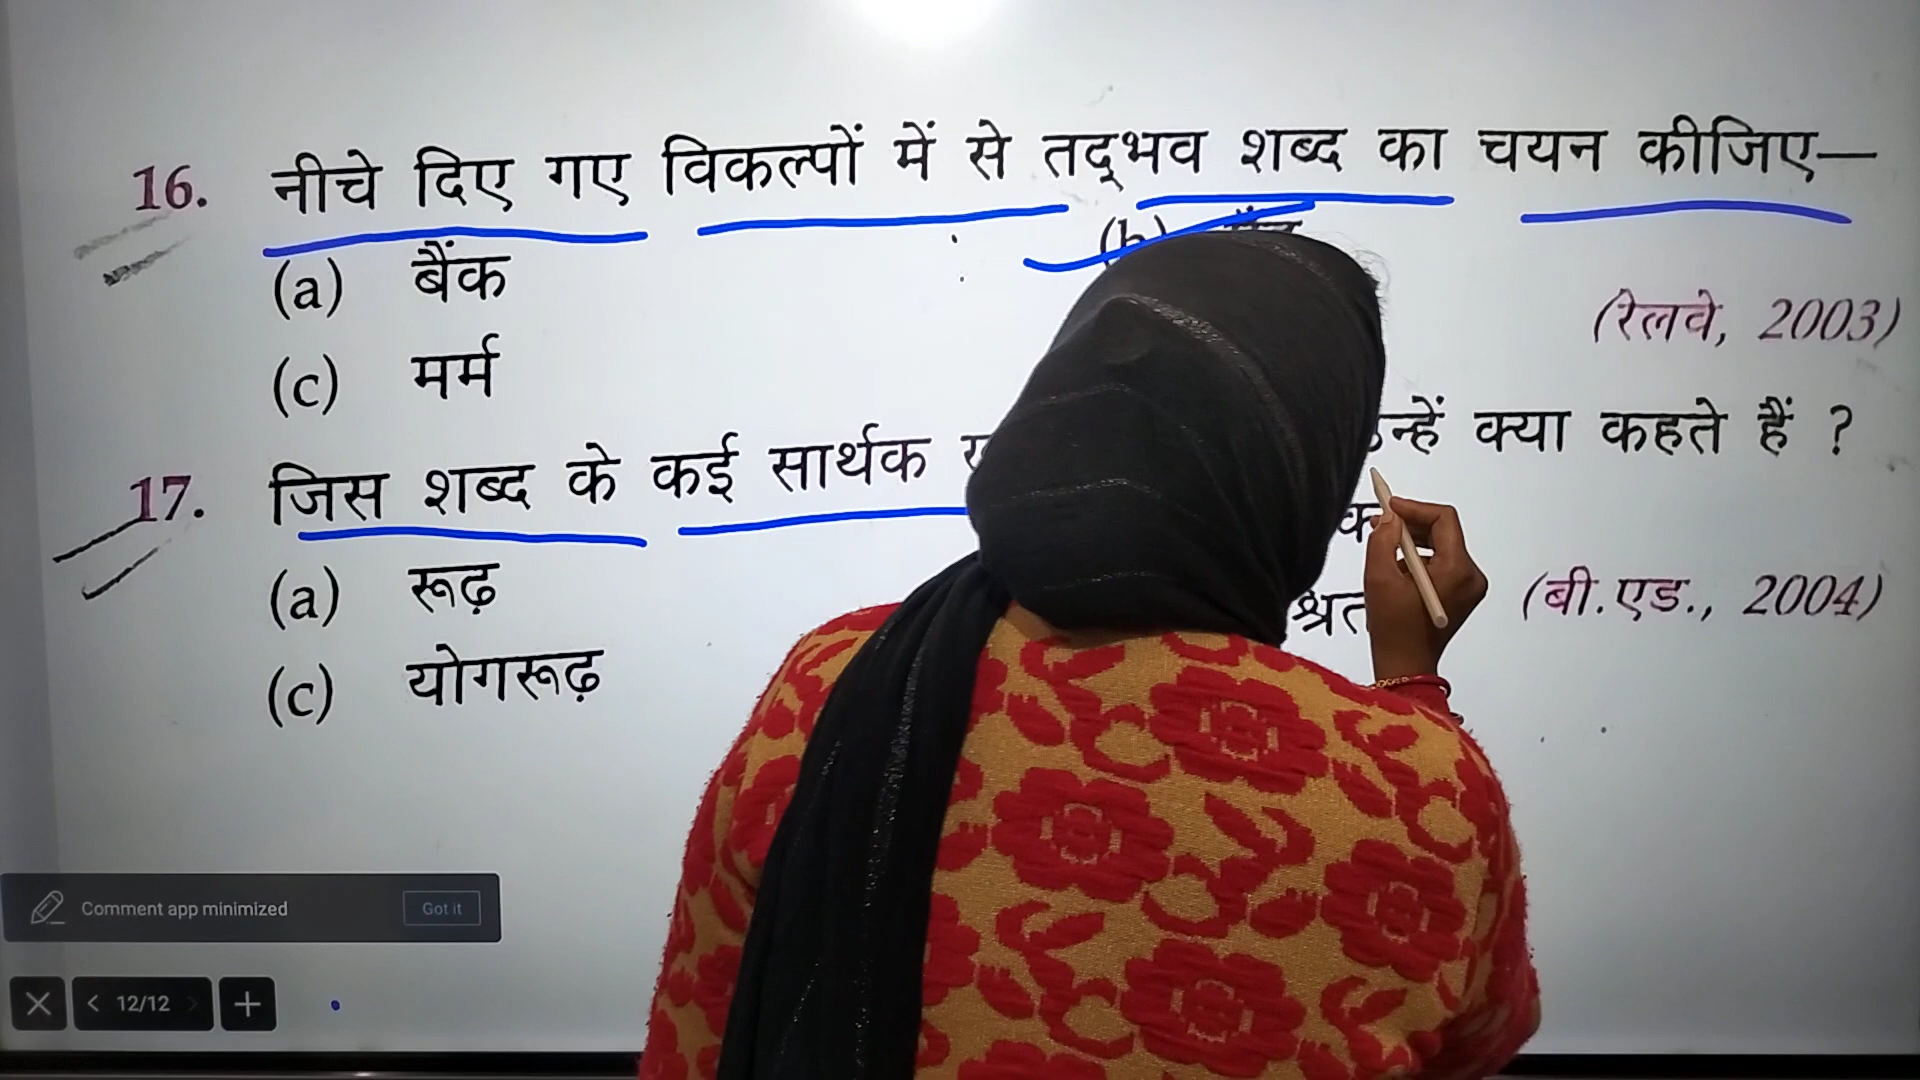 16. नीचे दिए गए विकल्पों में से तद्भव शब्द का चयन कीजिए—
(a) बैंक (b)
(c) मर्म (रेलवे, 2003)
17. जिस शब्द के कई सार्थक क्या कहते हैं ?
(a) रूढ़
(c) योगरूढ़ (बी.एड., 2004)
Comment app minimized Got it
12/12